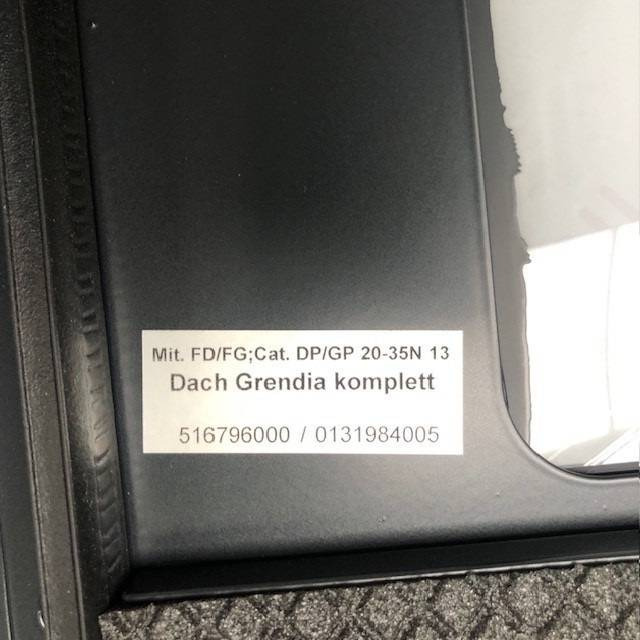 Mit. FD/FG;Cat. DP/GP 20-35N 13
Dach Grendia komplett
516796000 / 0131984005